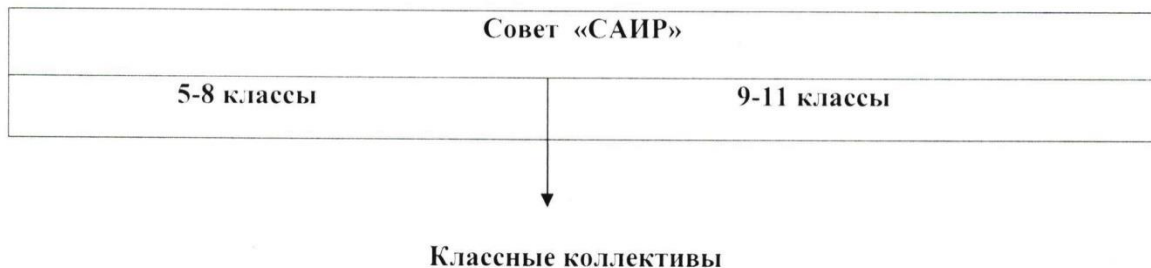 Совет «САИР»
5-8 классы 9-11 классы
Классные коллективы